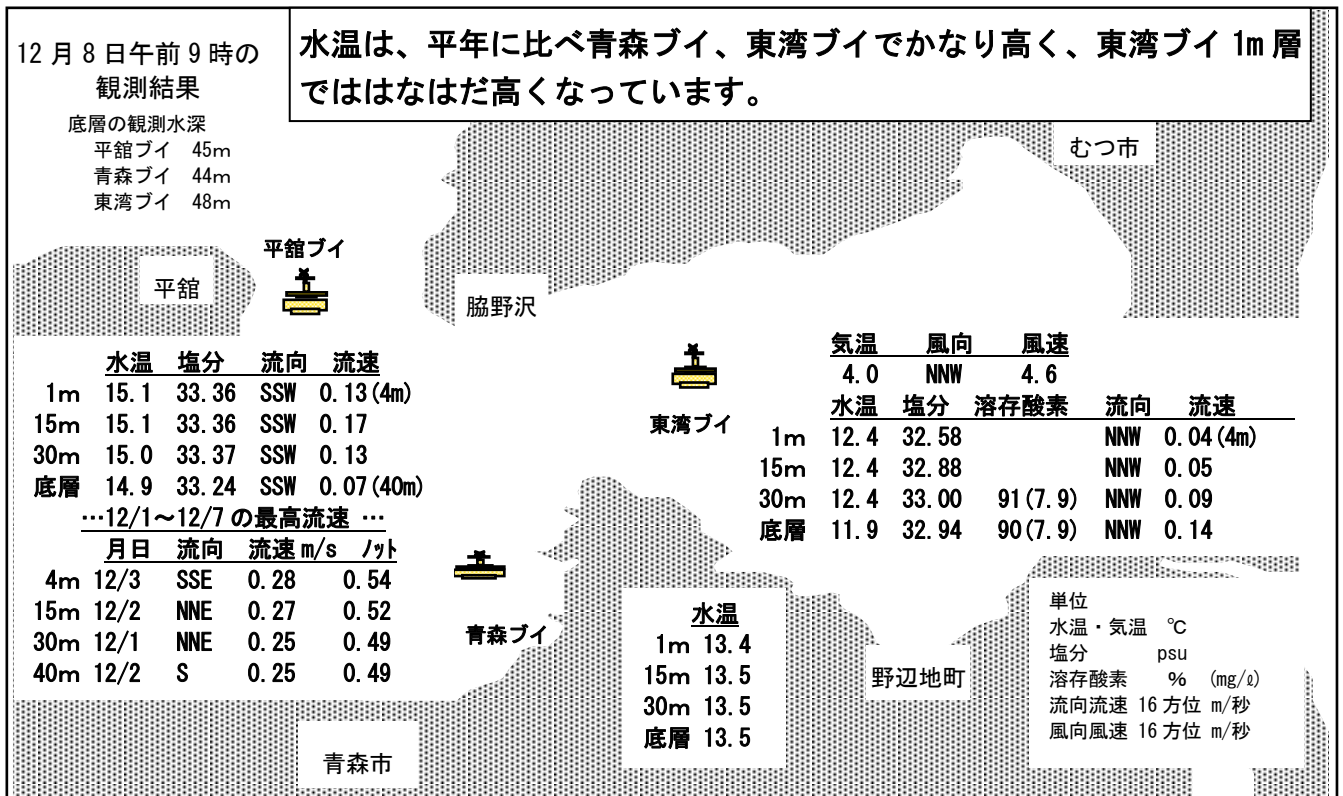 12月8日午前9時の
観測結果
底層の観測水深
平舘ブイ 45m
青森ブイ 44m
東湾ブイ 48m
水温は、平年に比べ青森ブイ、東湾ブイでかなり高く、東湾ブイ1m層
でははなはだ高くなっています。
むつ市
平舘ブイ
平舘
脇野沢
水温 塩分 流向 流速
1m 15.1 33.36 SSW 0.13(4m)
15m 15.1 33.36 SSW 0.17
30m 15.0 33.37 SSW 0.13
底層 14.9 33.24 SSW 0.07(40m)
…12/1～12/7の最高流速…
月日 流向 流速m/s ノット
4m 12/3 SSE 0.28 0.54
15m 12/2 NNE 0.27 0.52
30m 12/1 NNE 0.25 0.49
40m 12/2 S 0.25 0.49
東湾ブイ
気温 風向 風速
4.0 NNW 4.6
水温 塩分 溶存酸素 流向 流速
1m 12.4 32.58 NNW 0.04(4m)
15m 12.4 32.88 NNW 0.05
30m 12.4 33.00 91(7.9) NNW 0.09
底層 11.9 32.94 90(7.9) NNW 0.14
青森ブイ
水温
1m 13.4
15m 13.5
30m 13.5
底層 13.5
野辺地町
青森市
単位
水温・気温 ℃
塩分 psu
溶存酸素 % (mg/ℓ)
流向流速 16方位 m/秒
風向風速 16方位 m/秒